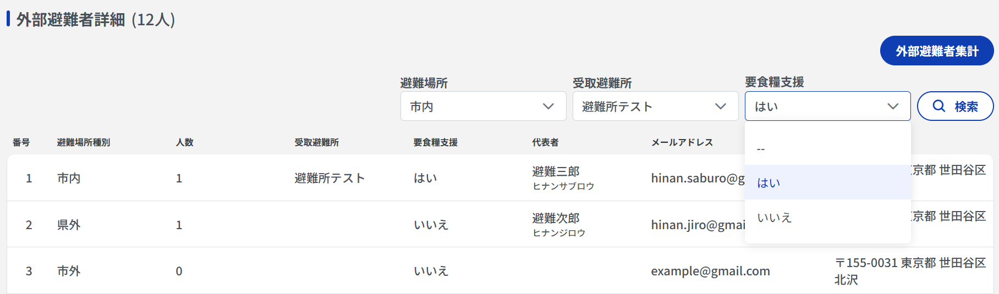 外部避難者詳細 (12人)
外部避難者集計
避難場所 受取避難所 要食糧支援
市内 避難所テスト はい 検索
--
はい
いいえ
番号 避難場所種別 人数 受取避難所 要食糧支援 代表者 メールアドレス
1 市内 1 避難所テスト はい 避難三郎 hinan.saburo@g 京都 世田谷区
ヒナンサブロウ
2 県外 1 いいえ 避難次郎 hinan.jiro@gmai 京都 世田谷区
ヒナンジロウ
3 市外 0 いいえ example@gmail.com 〒155-0031 東京都 世田谷区
北沢